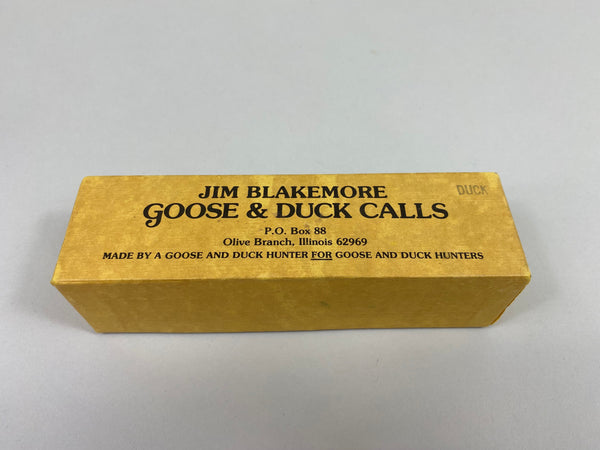 DUCK
JIM BLAKEMORE
GOOSE & DUCK CALLS
P.O. Box 88
Olive Branch, Illinois 62969
MADE BY A GOOSE AND DUCK HUNTER FOR GOOSE AND DUCK HUNTERS